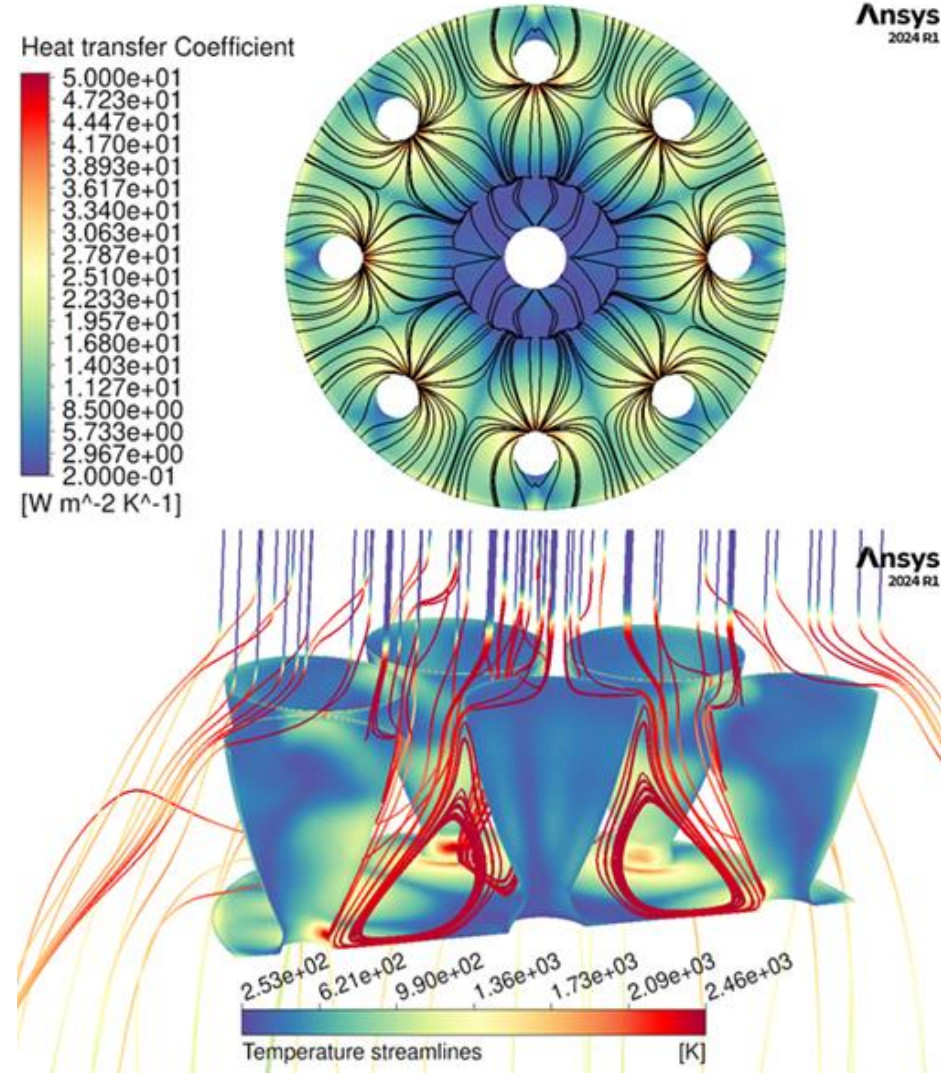 Ansys
2024 R1
Heat transfer Coefficient
5.000e+01
4.723e+01
4.447e+01
4.170e+01
3.893e+01
3.617e+01
3.340e+01
3.063e+01
2.787e+01
2.510e+01
2.233e+01
1.957e+01
1.680e+01
1.403e+01
1.127e+01
8.500e+00
5.733e+00
2.967e+00
2.000e-01
[W m^-2 K^-1]
Ansys
2024 R1
2.53e+02
6.21e+02
9.90e+02
1.36e+03
1.73e+03
2.09e+03
2.46e+03
Temperature streamlines
[K]